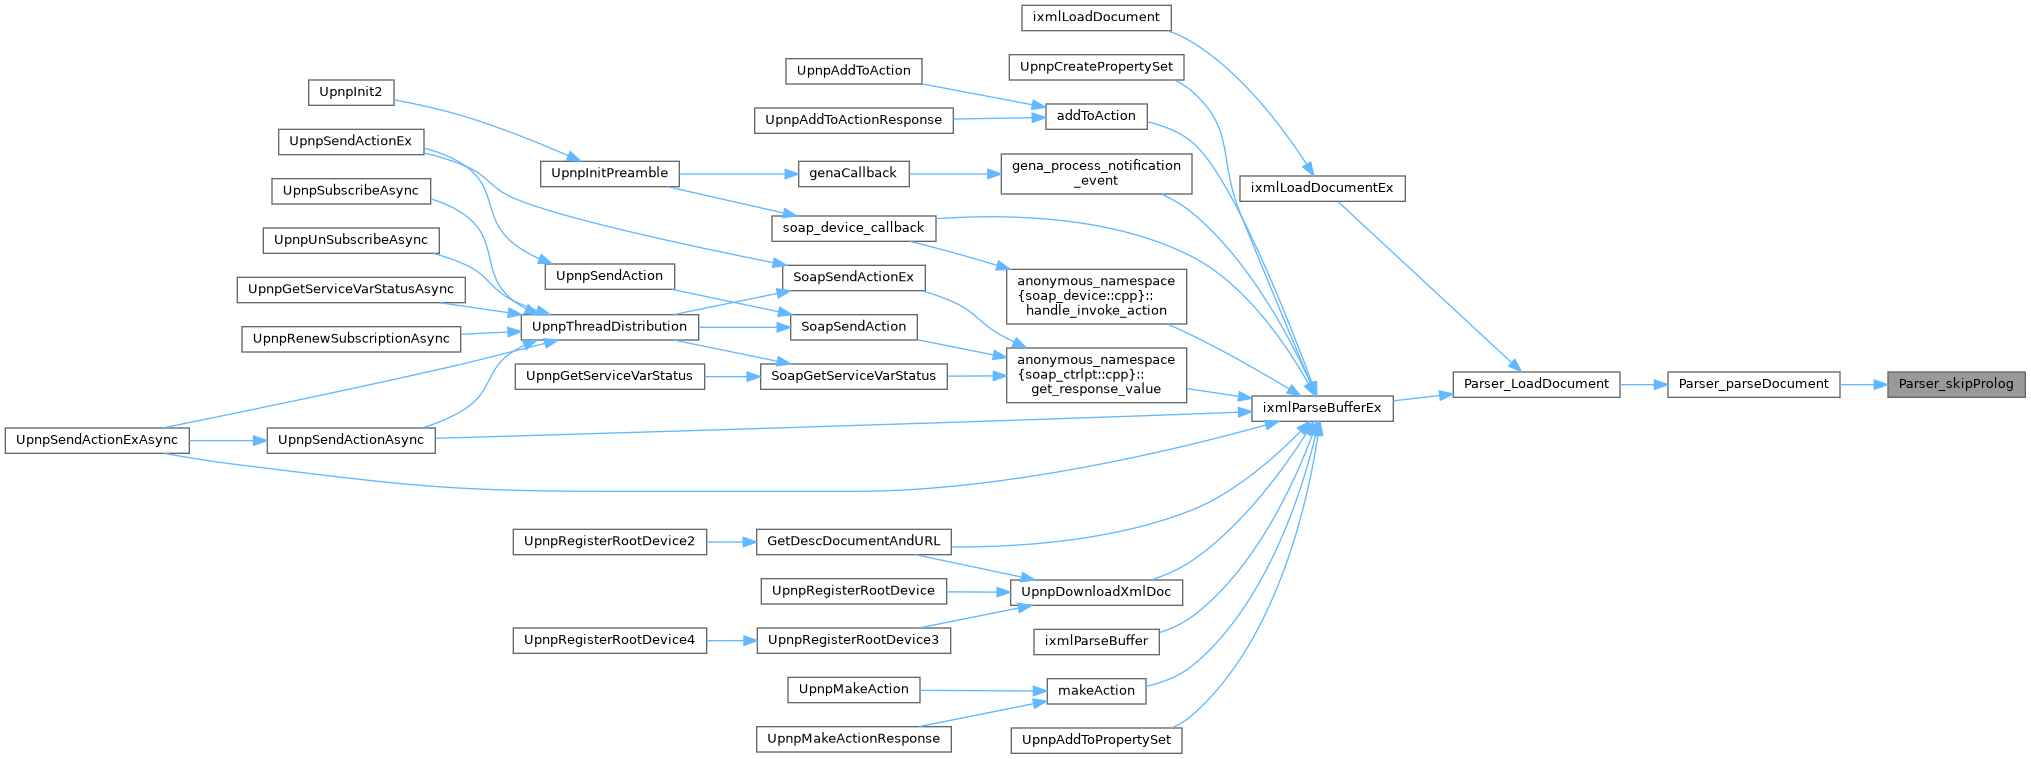 ixmlLoadDocument
UpnpCreatePropertySet
UpnpAddToAction
UpnpInit2
addToAction
UpnpAddToActionResponse
UpnpSendActionEx
gena_process_notification
_event
UpnpInitPreamble
genaCallback
ixmlLoadDocumentEx
UpnpSubscribeAsync
soap_device_callback
UpnpUnSubscribeAsync
UpnpSendAction
SoapSendActionEx
anonymous_namespace
{soap_device::cpp}::
handle_invoke_action
UpnpGetServiceVarStatusAsync
UpnpThreadDistribution
SoapSendAction
UpnpRenewSubscriptionAsync
anonymous_namespace
{soap_ctrlpt::cpp}::
get_response_value
UpnpGetServiceVarStatus
SoapGetServiceVarStatus
Parser_LoadDocument
Parser_parseDocument
Parser_skipProlog
ixmlParseBufferEx
UpnpSendActionExAsync
UpnpSendActionAsync
UpnpRegisterRootDevice2
GetDescDocumentAndURL
UpnpRegisterRootDevice
UpnpDownloadXmlDoc
UpnpRegisterRootDevice4
UpnpRegisterRootDevice3
ixmlParseBuffer
UpnpMakeAction
makeAction
UpnpMakeActionResponse
UpnpAddToPropertySet